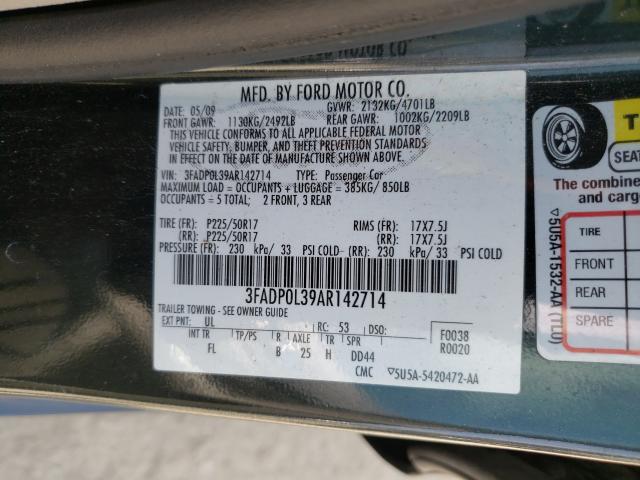 MOTOR CO
MFD. BY FORD MOTOR CO.
DATE: 05/09 GVWR: 2132KG/4701LB
FRONT GAWR: 1130KG/2492LB REAR GAWR: 1002KG/2209LB
THIS VEHICLE CONFORMS TO ALL APPLICABLE FEDERAL MOTOR
VEHICLE SAFETY, BUMPER, AND THEFT PREVENTION STANDARDS
IN EFFECT ON THE DATE OF MANUFACTURE SHOWN ABOVE.
VIN: 3FADP0L39AR142714 TYPE: Passenger Car
MAXIMUM LOAD = OCCUPANTS + LUGGAGE = 385KG/ 850LB
OCCUPANTS = 5 TOTAL; 2 FRONT, 3 REAR
TIRE (FR): P225/50R17 RIMS (FR): 17X7.5J
(RR): P225/50R17 (RR): 17X7.5J
PRESSURE (FR): 230 kPa/ 33 PSI COLD (RR): 230 kPa/ 33 PSI COLD
3FADP0L39AR142714
TRAILER TOWING - SEE OWNER GUIDE
EXT PNT: UL RC: 53 DSO: F0038
INT TR TP/PS R AXLE TR SPR R0020
FL B 25 H DD44
CMC ▽5U5A-5420472-AA
TI
SEAT
The combine
and cargo
TIRE
FRONT
REAR
SPARE
▽5U5A-1532-AA (TLO)